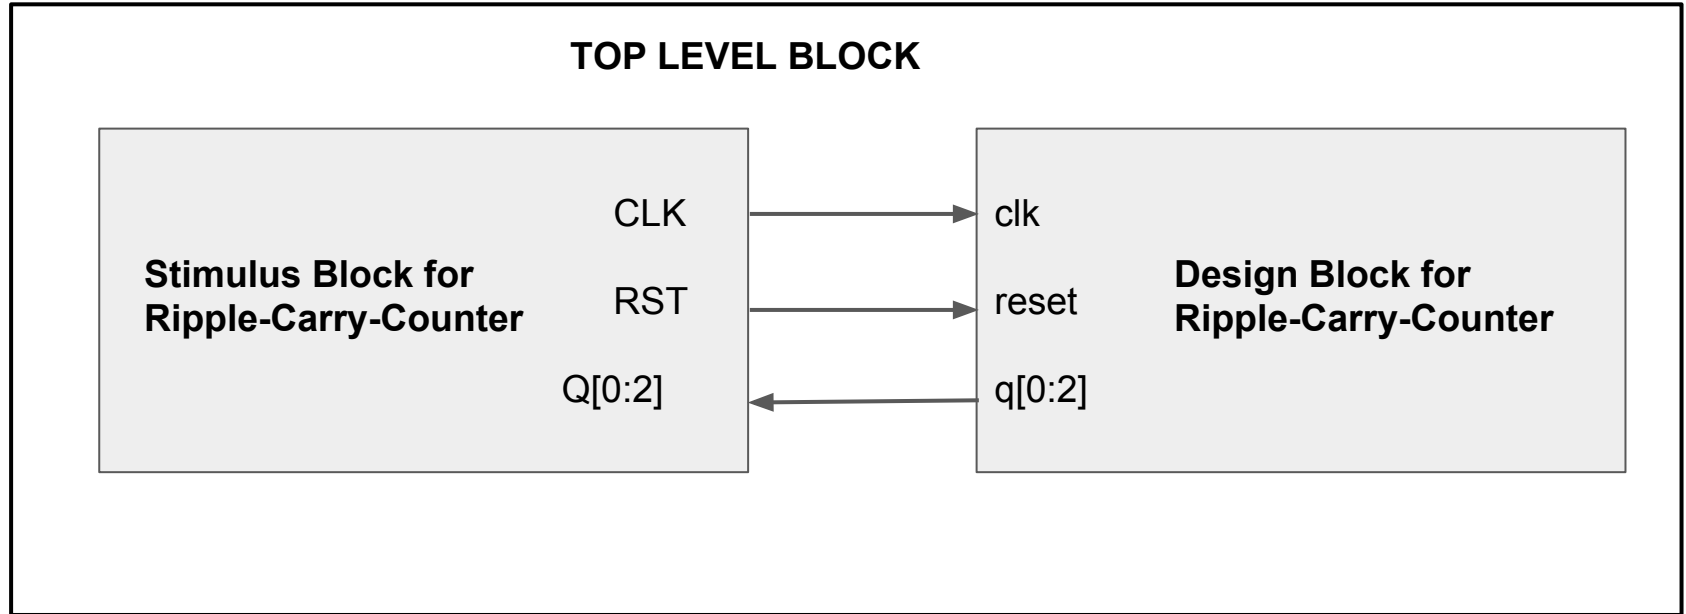 TOP LEVEL BLOCK
CLK
clk
Stimulus Block for
Ripple-Carry-Counter
RST
reset
Design Block for
Ripple-Carry-Counter
Q[0:2]
q[0:2]